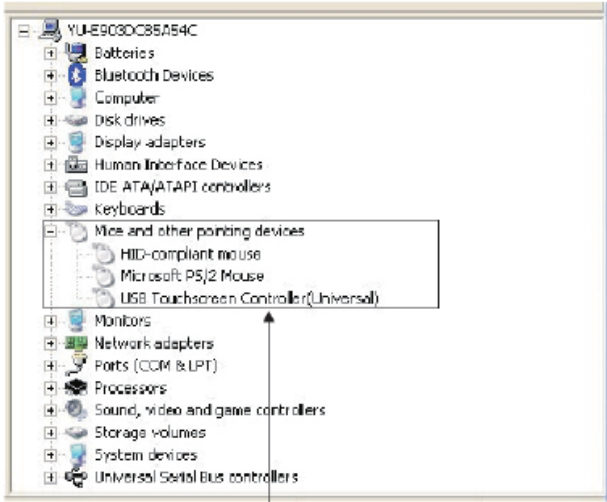 YU-E903DC85A54C
Batteries
Bluetooth Devices
Computer
Disk drives
Display adapters
Human Interface Devices
IDE ATA/ATAPI controllers
Keyboards
Mice and other pointing devices
HID-compliant mouse
Microsoft PS/2 Mouse
USB Touchscreen Controller(Universal)
Monitors
Network adapters
Ports (COM & LPT)
Processors
Sound, video and game controllers
Storage volumes
System devices
Universal Serial Bus controllers